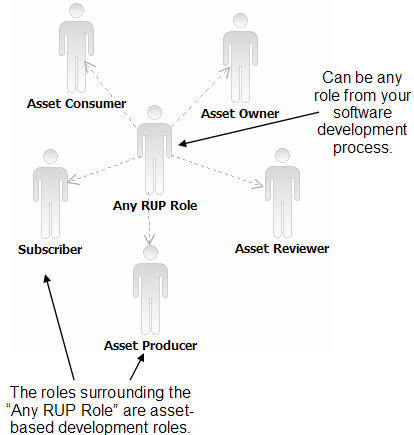 Asset Consumer
Asset Owner
Can be any
role from your
software
development
process.
Any RUP Role
Subscriber
Asset Reviewer
Asset Producer
The roles surrounding the
“Any RUP Role” are asset-
based development roles.